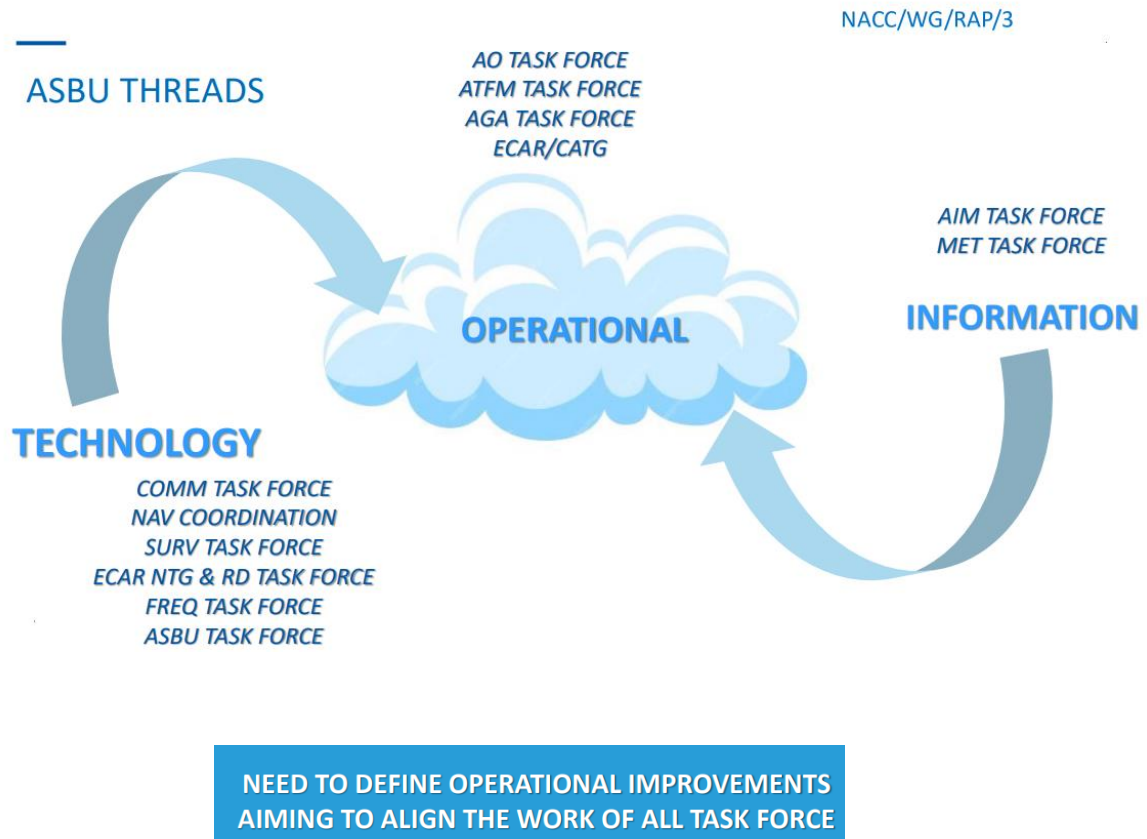 NACC/WG/RAP/3
ASBU THREADS
AO TASK FORCE
ATFM TASK FORCE
AGA TASK FORCE
ECAR/CATG
OPERATIONAL
AIM TASK FORCE
MET TASK FORCE
INFORMATION
TECHNOLOGY
COMM TASK FORCE
NAV COORDINATION
SURV TASK FORCE
ECAR NTG & RD TASK FORCE
FREQ TASK FORCE
ASBU TASK FORCE
NEED TO DEFINE OPERATIONAL IMPROVEMENTS
AIMING TO ALIGN THE WORK OF ALL TASK FORCE